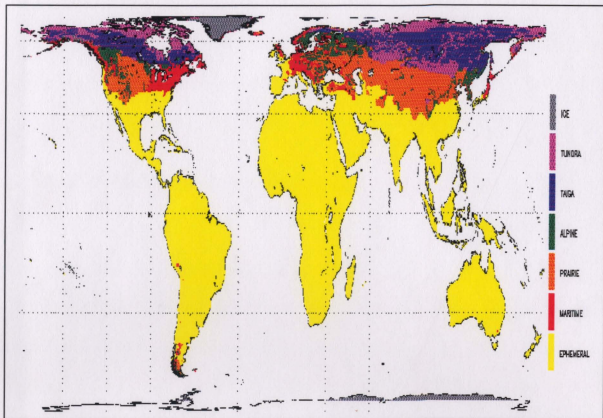 ICE
TUNDRA
TAIGA
ALPINE
PRAIRIE
MARITIME
EPHEMERAL